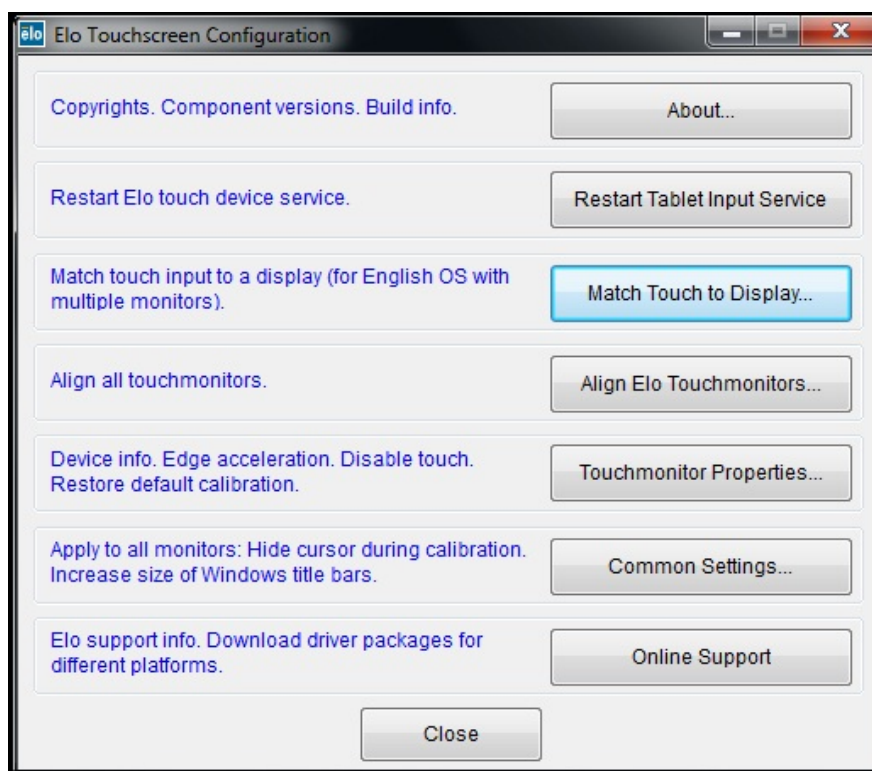 elo Elo Touchscreen Configuration
Copyrights. Component versions. Build info.
About...
Restart Elo touch device service.
Restart Tablet Input Service
Match touch input to a display (for English OS with
multiple monitors).
Match Touch to Display...
Align all touchmonitors.
Align Elo Touchmonitors...
Device info. Edge acceleration. Disable touch.
Restore default calibration.
Touchmonitor Properties...
Apply to all monitors: Hide cursor during calibration.
Increase size of Windows title bars.
Common Settings...
Elo support info. Download driver packages for
different platforms.
Online Support
Close